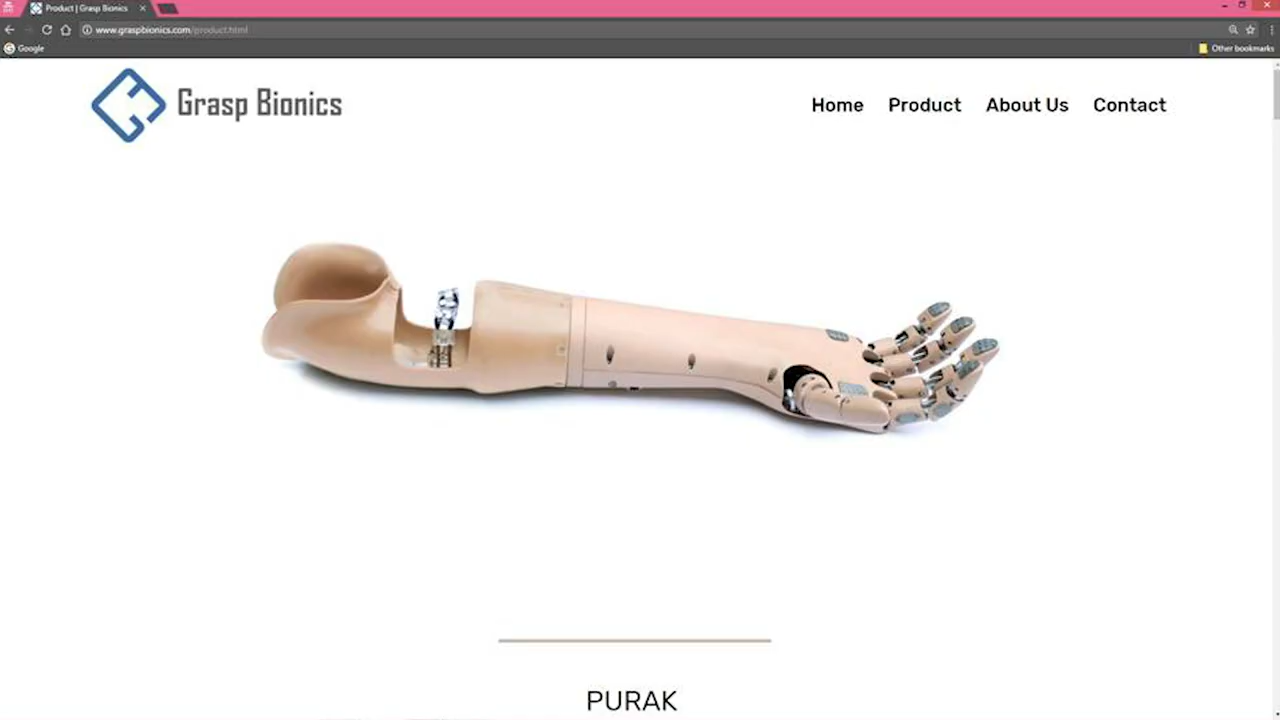 Product | Grasp Bionics
www.graspbionics.com/product.html
Google
Other bookmarks
Grasp Bionics
Home Product About Us Contact
PURAK